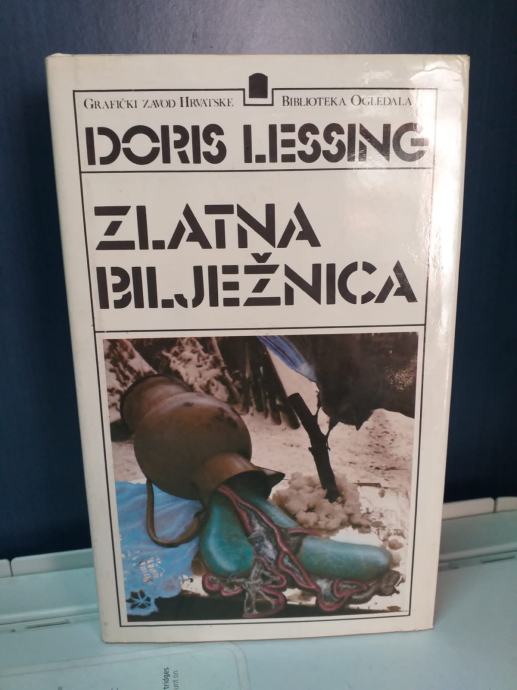 GRAFIČKI ZAVOD HRVATSKE BIBLIOTEKA OGLEDALA
DORIS LESSING
ZLATNA
BILJEŽNICA